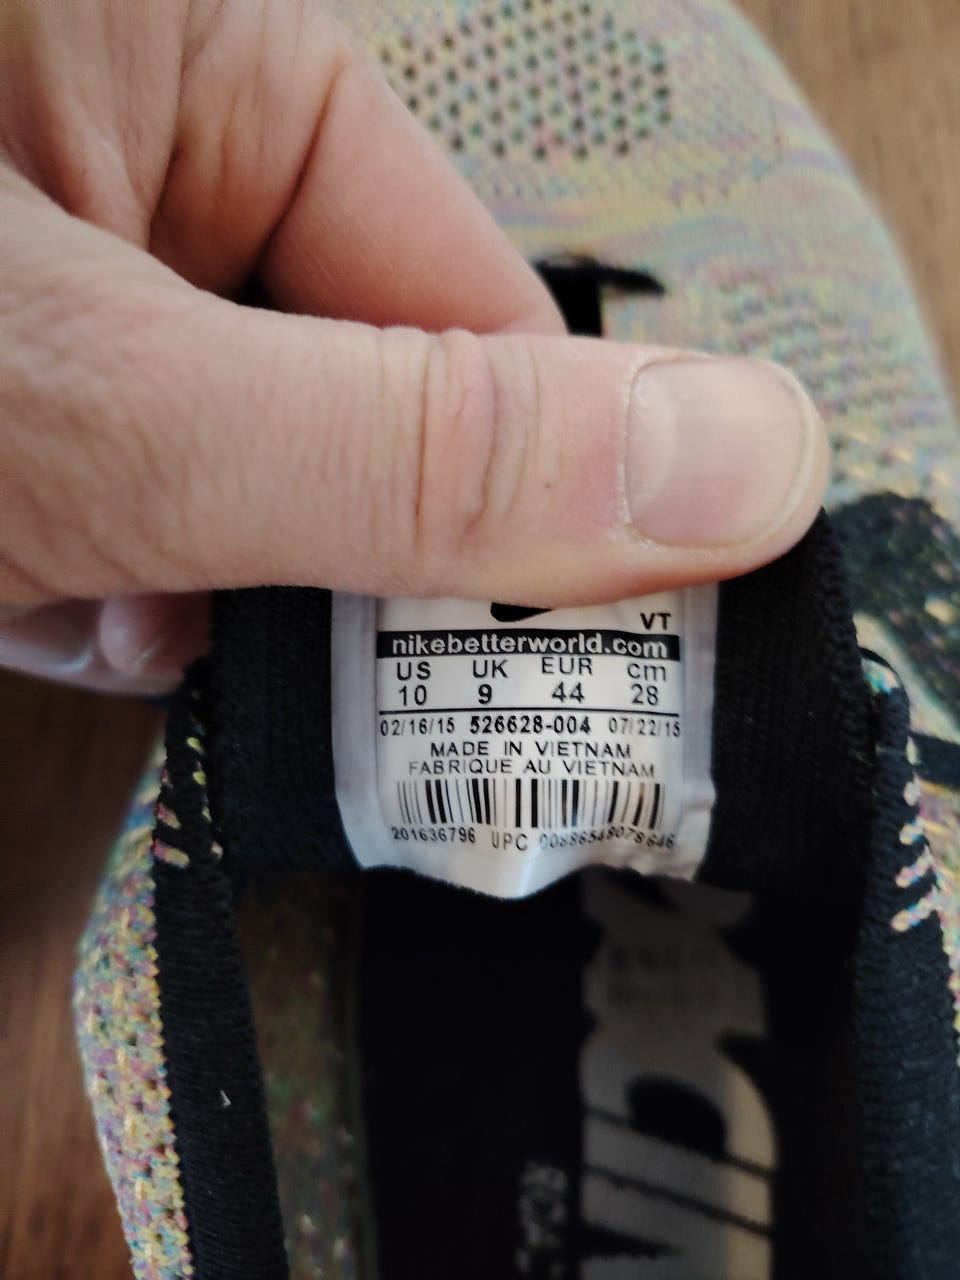 VT
nikebetterworld.com
US UK EUR cm
10 9 44 28
02/16/15 526628-004 07/22/15
MADE IN VIETNAM
FABRIQUE AU VIETNAM
201636796 UPC 00886548078646